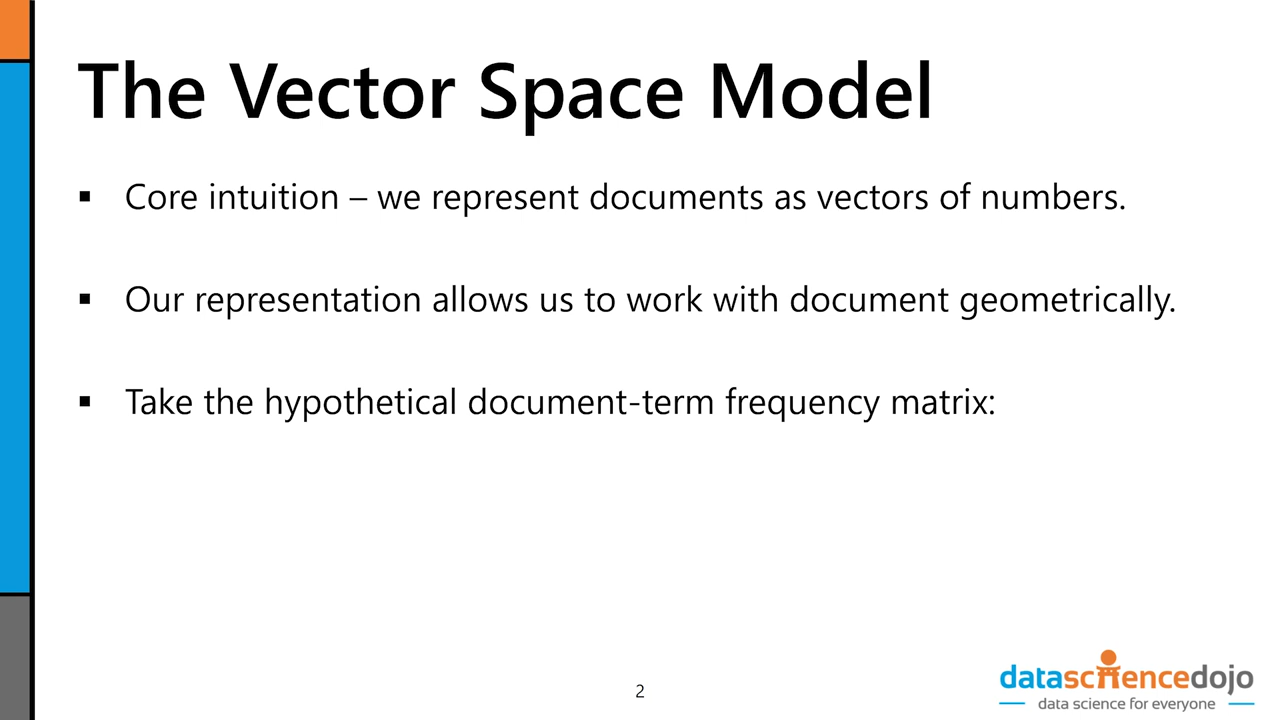 The Vector Space Model
▪ Core intuition – we represent documents as vectors of numbers.
▪ Our representation allows us to work with document geometrically.
▪ Take the hypothetical document-term frequency matrix:
2
datasciencedojo
data science for everyone